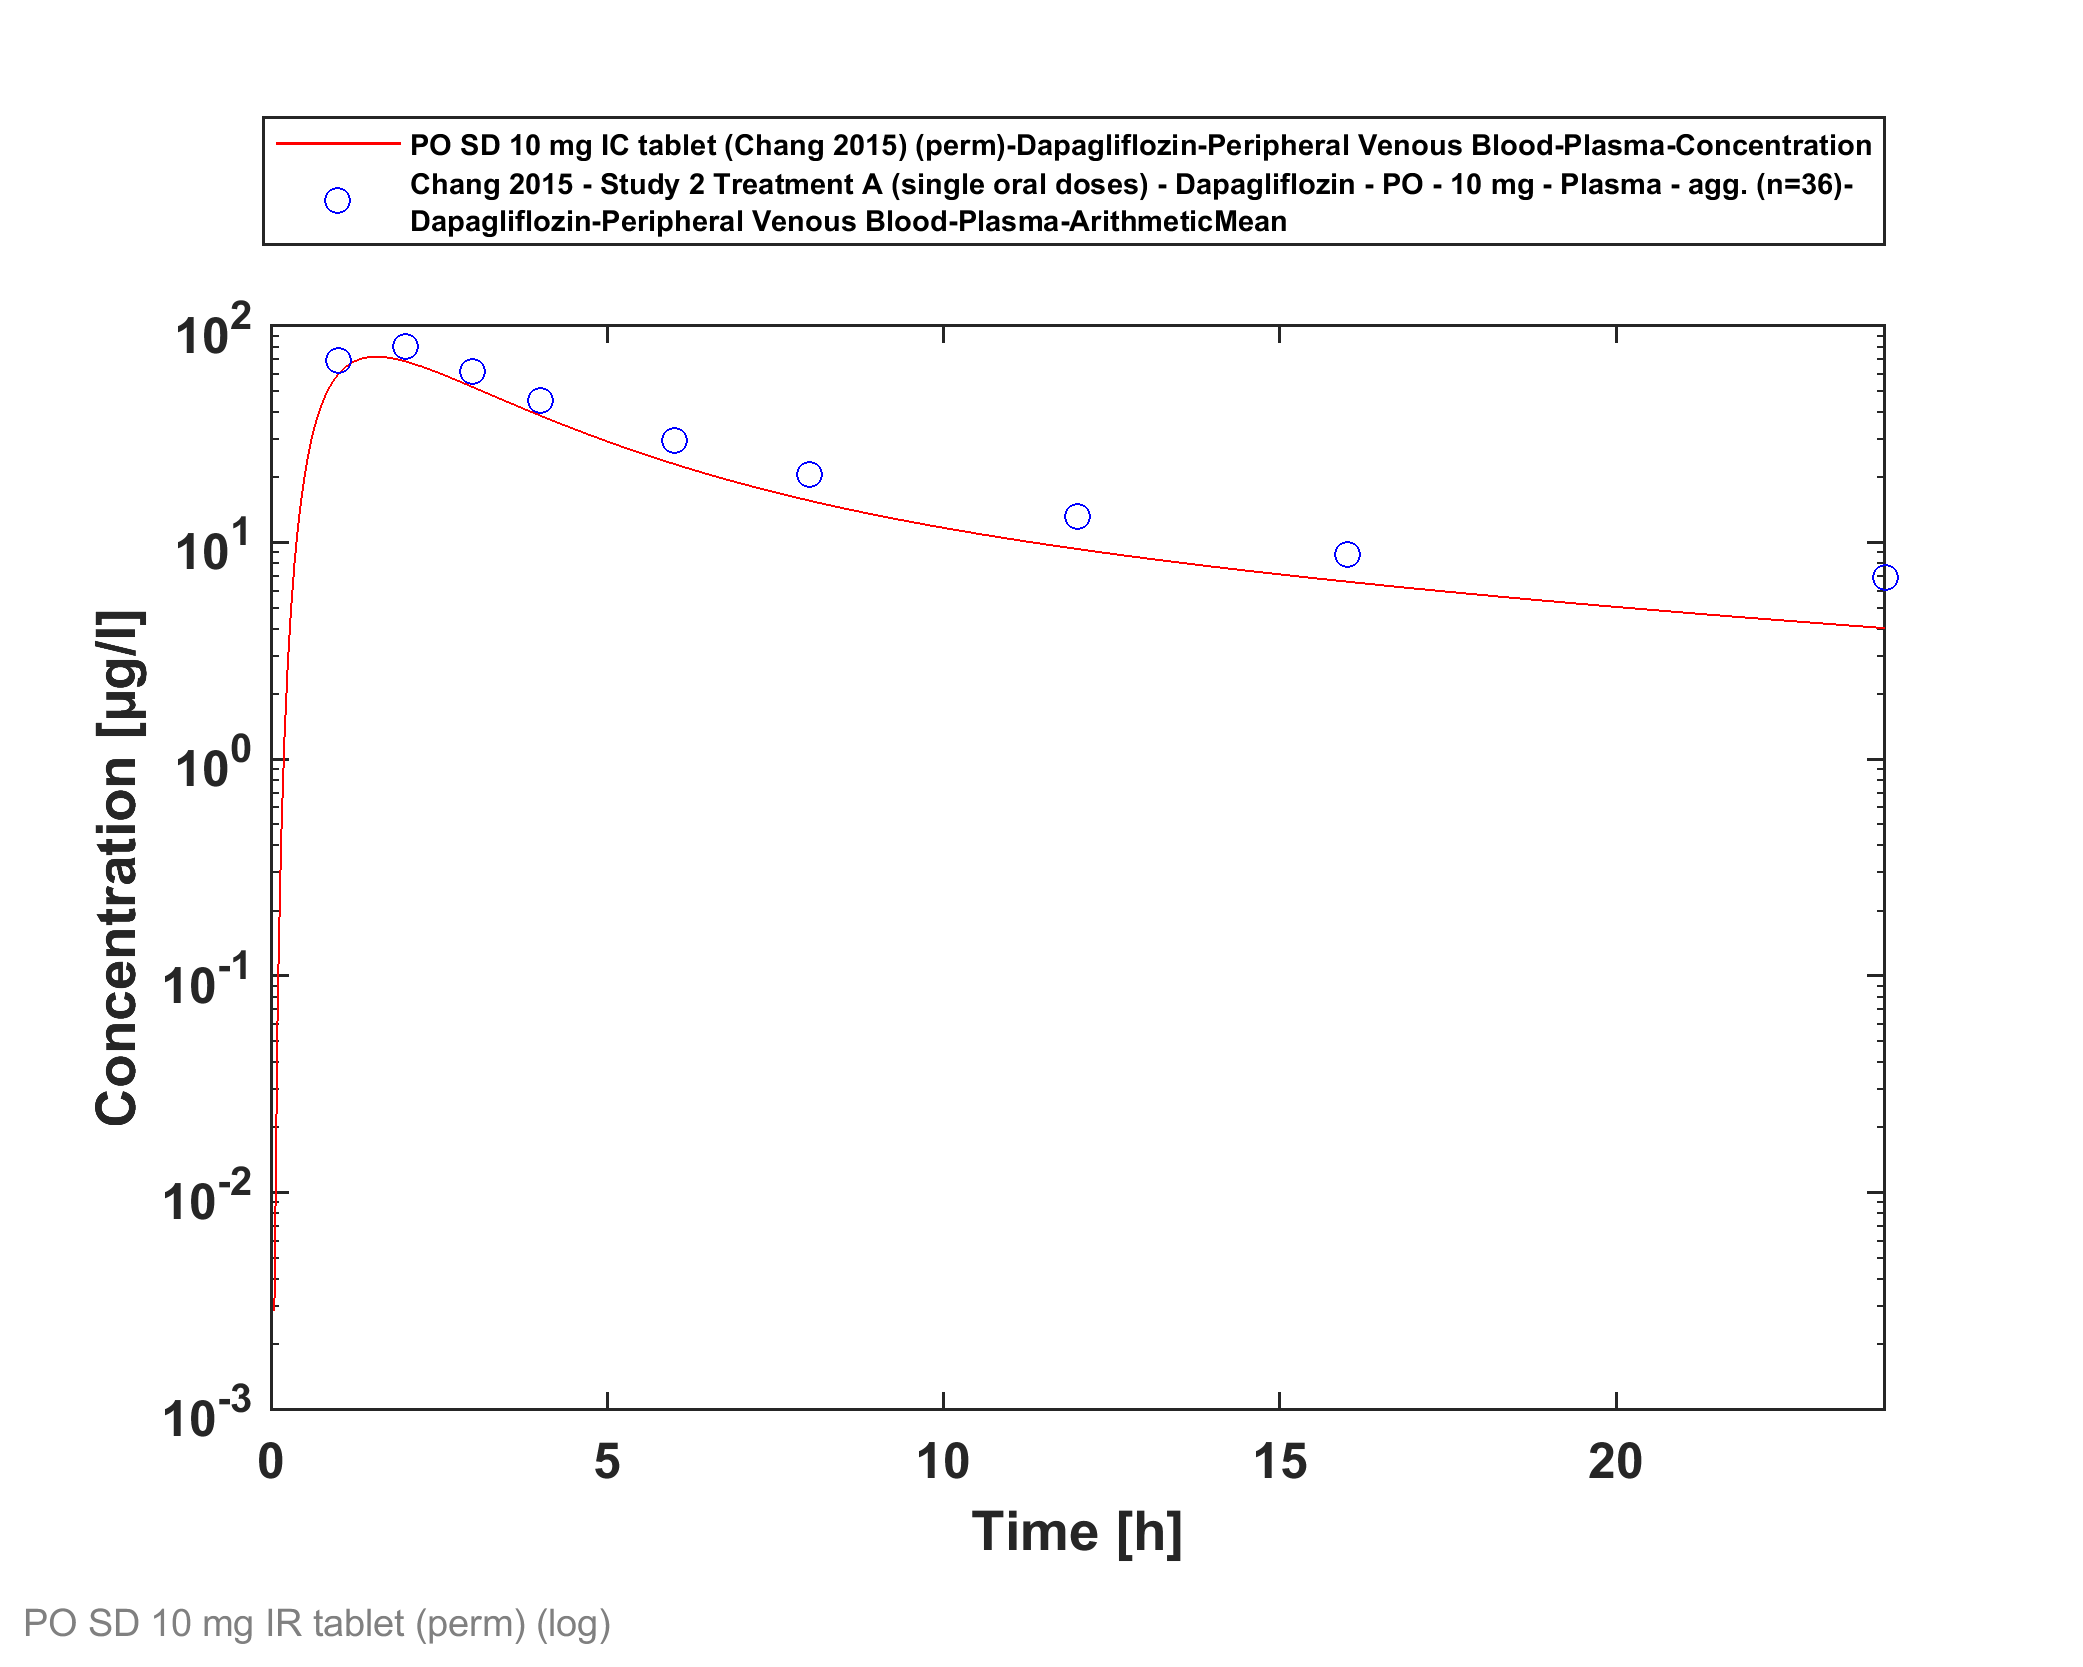 PO SD 10 mg IC tablet (Chang 2015) (perm)-Dapagliflozin-Peripheral Venous Blood-Plasma-Concentration
Chang 2015 - Study 2 Treatment A (single oral doses) - Dapagliflozin - PO - 10 mg - Plasma - agg. (n=36)-
Dapagliflozin-Peripheral Venous Blood-Plasma-ArithmeticMean
10^2
10^1
10^0
10^-1
10^-2
10^-3
Concentration [µg/l]
0 5 10 15 20
Time [h]
PO SD 10 mg IR tablet (perm) (log)